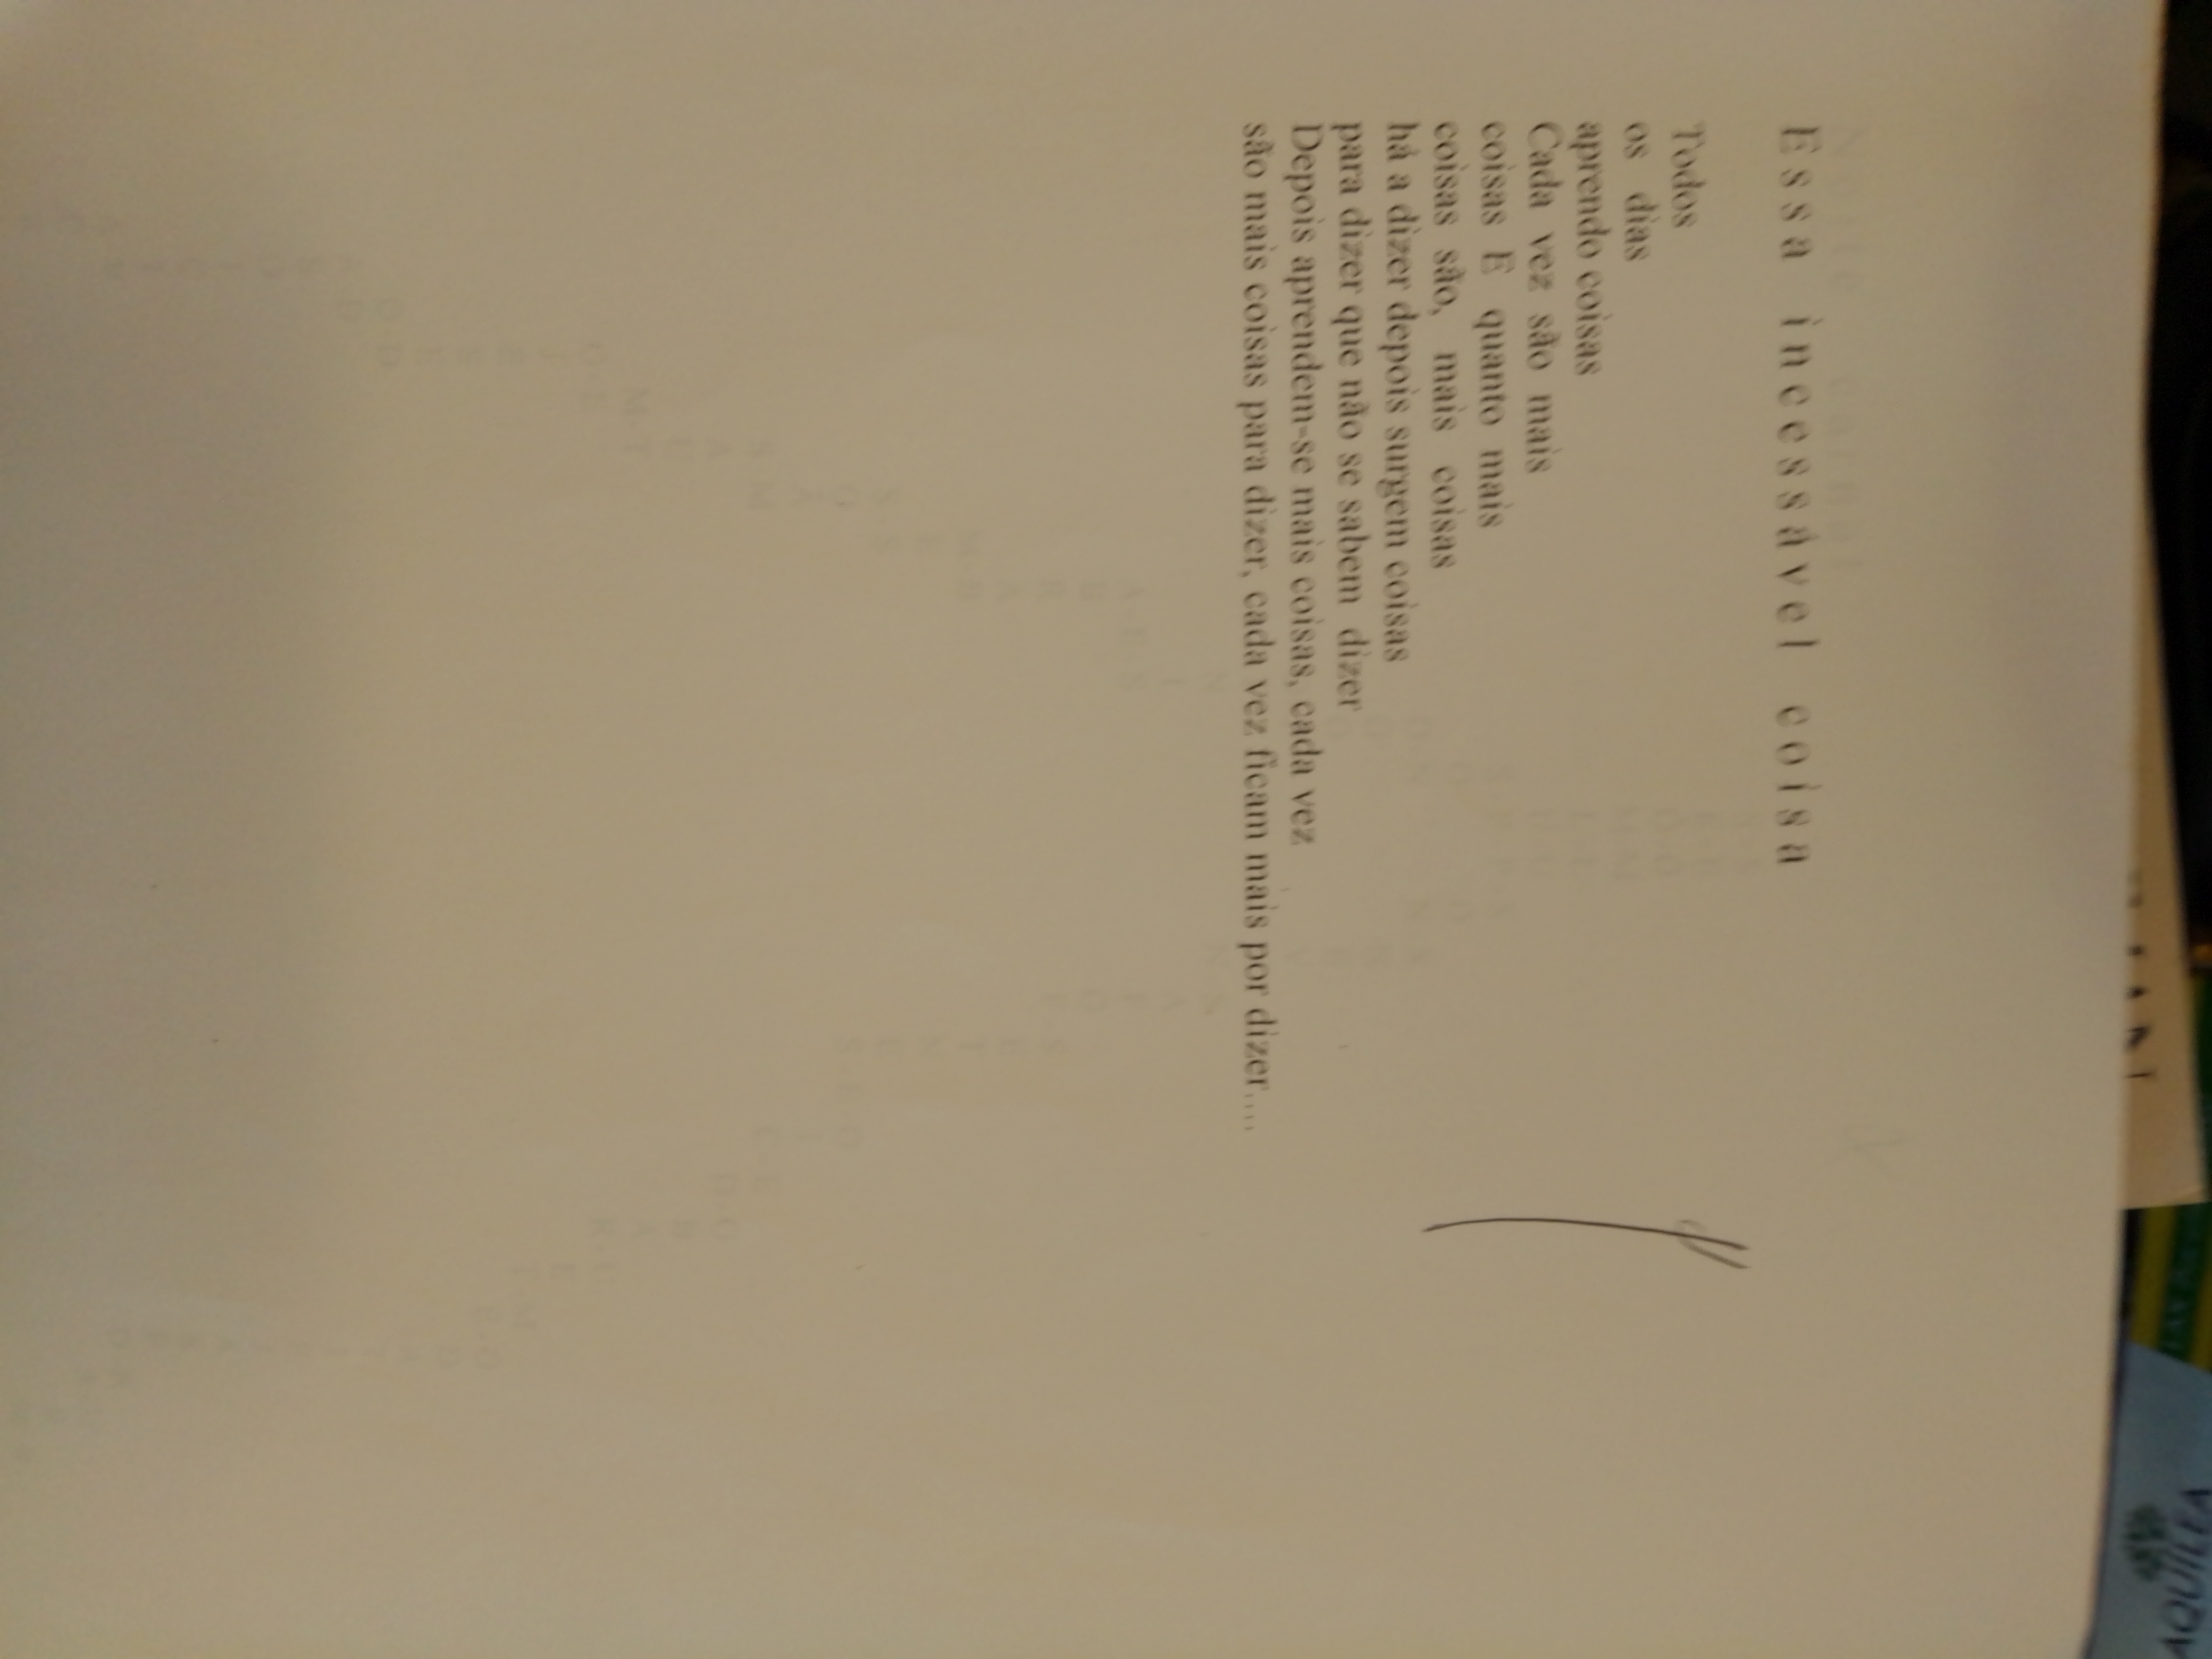 Essa incessável coisa
Todos
os dias
aprendo coisas
Cada vez são mais
coisas E quanto mais
coisas são, mais coisas
há a dizer depois surgem coisas
para dizer que não se sabem dizer
Depois aprendem-se mais coisas, cada vez
são mais coisas para dizer, cada vez ficam mais por dizer....
AQUILEA